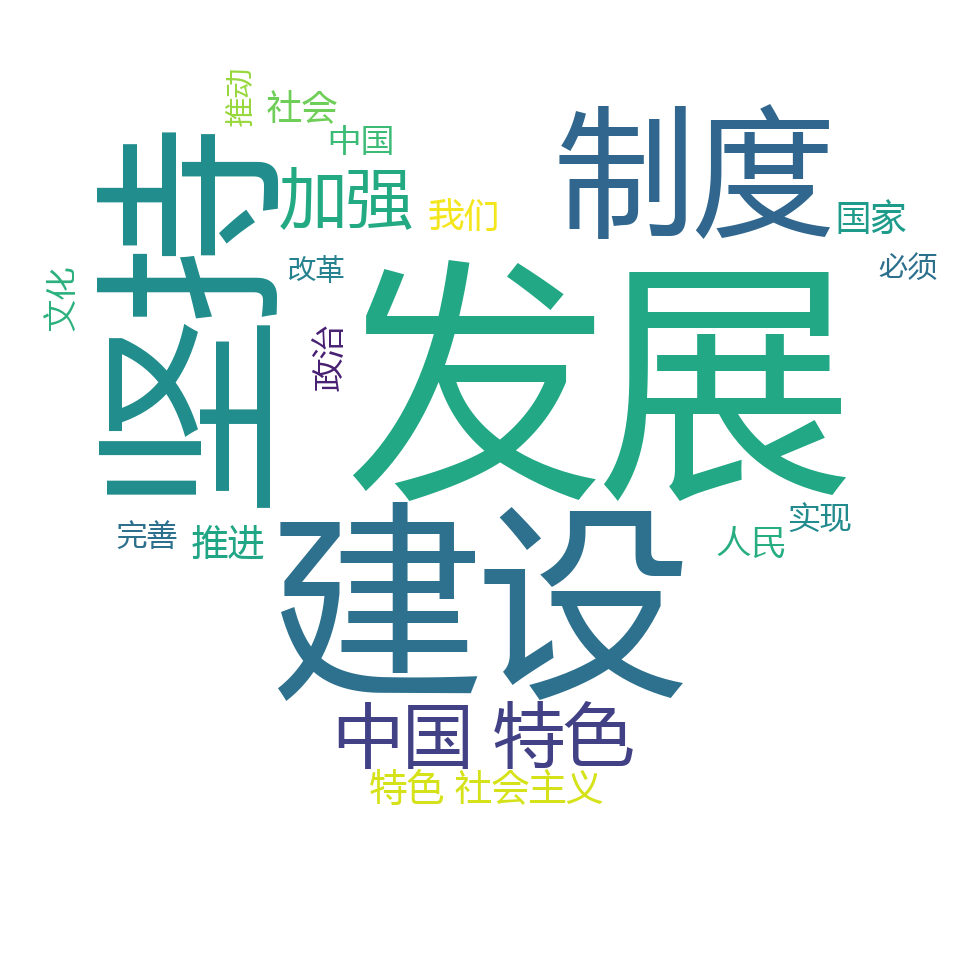 推动
社会
中国
制度
坚持
加强
我们
国家
必须
改革
文化
政治
发展
建设
实现
完善
推进
人民
中国 特色
特色 社会主义